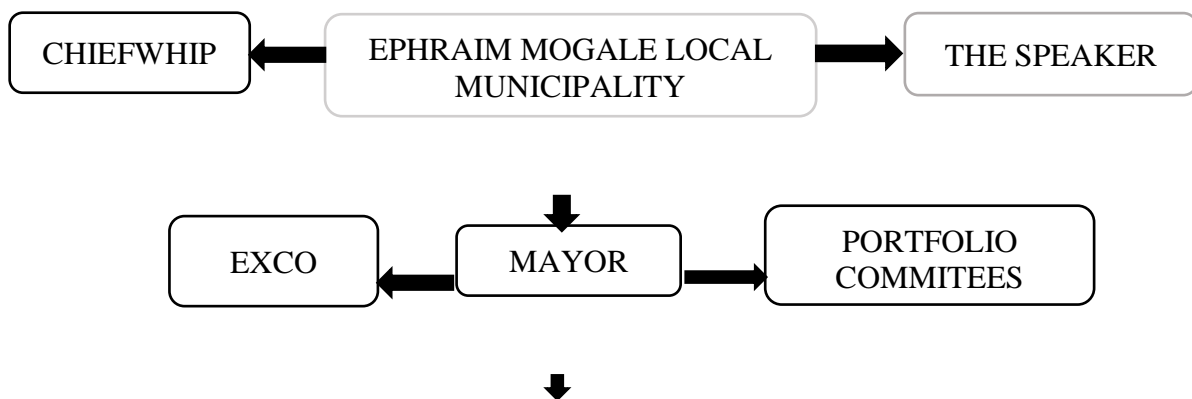 CHIEFWHIP
EPHRAIM MOGALE LOCAL
MUNICIPALITY
THE SPEAKER
EXCO
MAYOR
PORTFOLIO
COMMITEES